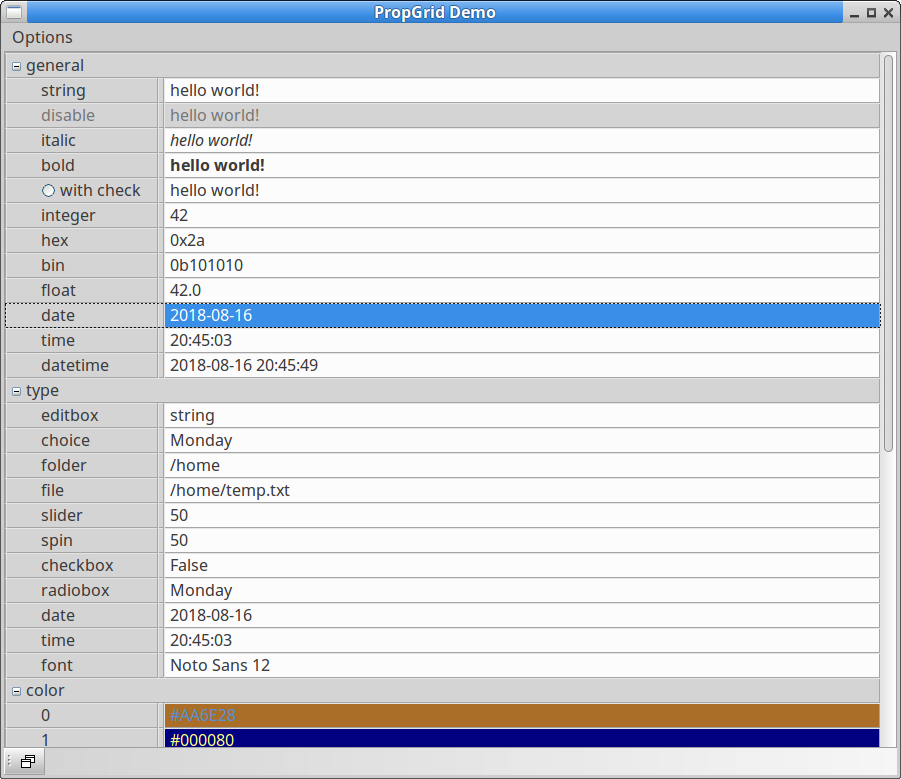 PropGrid Demo
Options
general
string hello world!
disable hello world!
italic hello world!
bold hello world!
with check hello world!
integer 42
hex 0x2a
bin 0b101010
float 42.0
date 2018-08-16
time 20:45:03
datetime 2018-08-16 20:45:49
type
editbox string
choice Monday
folder /home
file /home/temp.txt
slider 50
spin 50
checkbox False
radiobox Monday
date 2018-08-16
time 20:45:03
font Noto Sans 12
color
0 #AA6E28
1 #000080